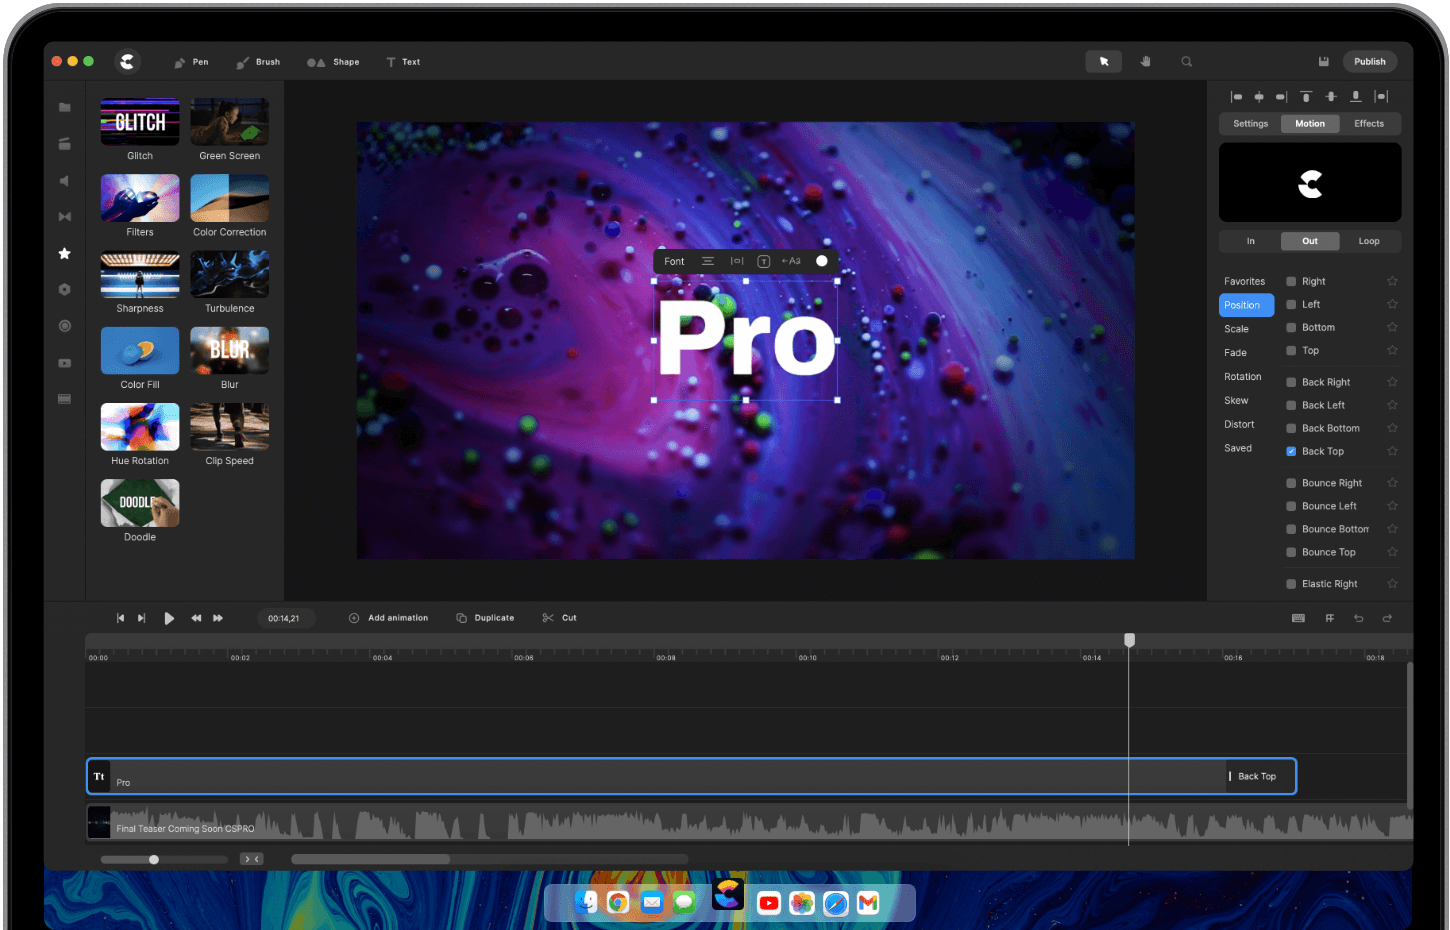 Pen Brush Shape Text Publish
GLITCH
Glitch Green Screen
Filters Color Correction
Sharpness Turbulence
BLUR
Color Fill Blur
Hue Rotation Clip Speed
DOODLE
Doodle
Font
Pro
Settings Motion Effects
In Out Loop
Favorites
Position
Scale
Fade
Rotation
Skew
Distort
Saved
Right
Left
Bottom
Top
Back Right
Back Left
Back Bottom
Back Top
Bounce Right
Bounce Left
Bounce Bottom
Bounce Top
Elastic Right
00:14,21 Add animation Duplicate Cut
00:00 00:02 00:04 00:06 00:08 00:10 00:12 00:14 00:16 00:18
Tt Pro Back Top
Final Teaser Coming Soon CSPRO